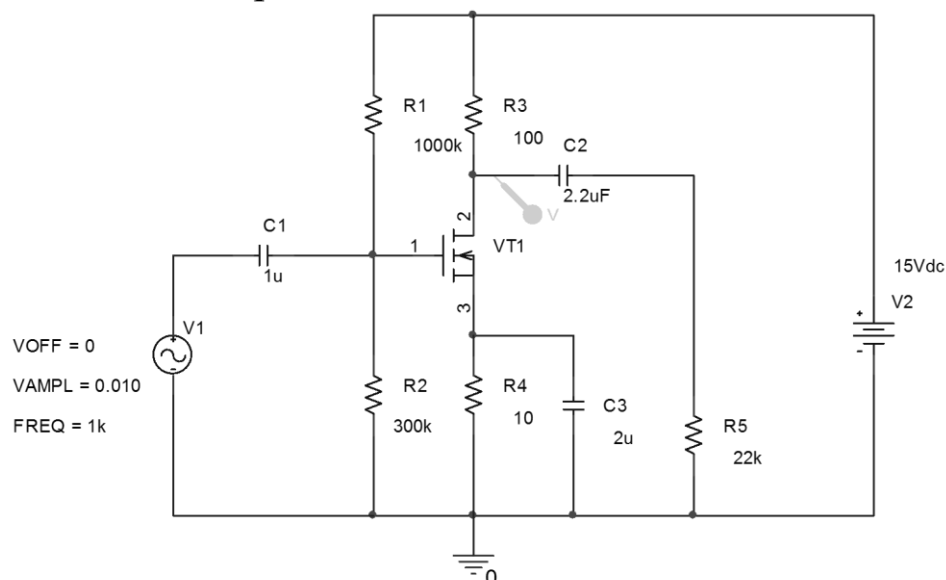 R1
1000k
R3
100
C2
2.2uF
V
C1
1u
1
2
VT1
3
15Vdc
V2
+
-
V1
+
-
VOFF = 0
VAMPL = 0.010
FREQ = 1k
R2
300k
R4
10
C3
2u
R5
22k
0